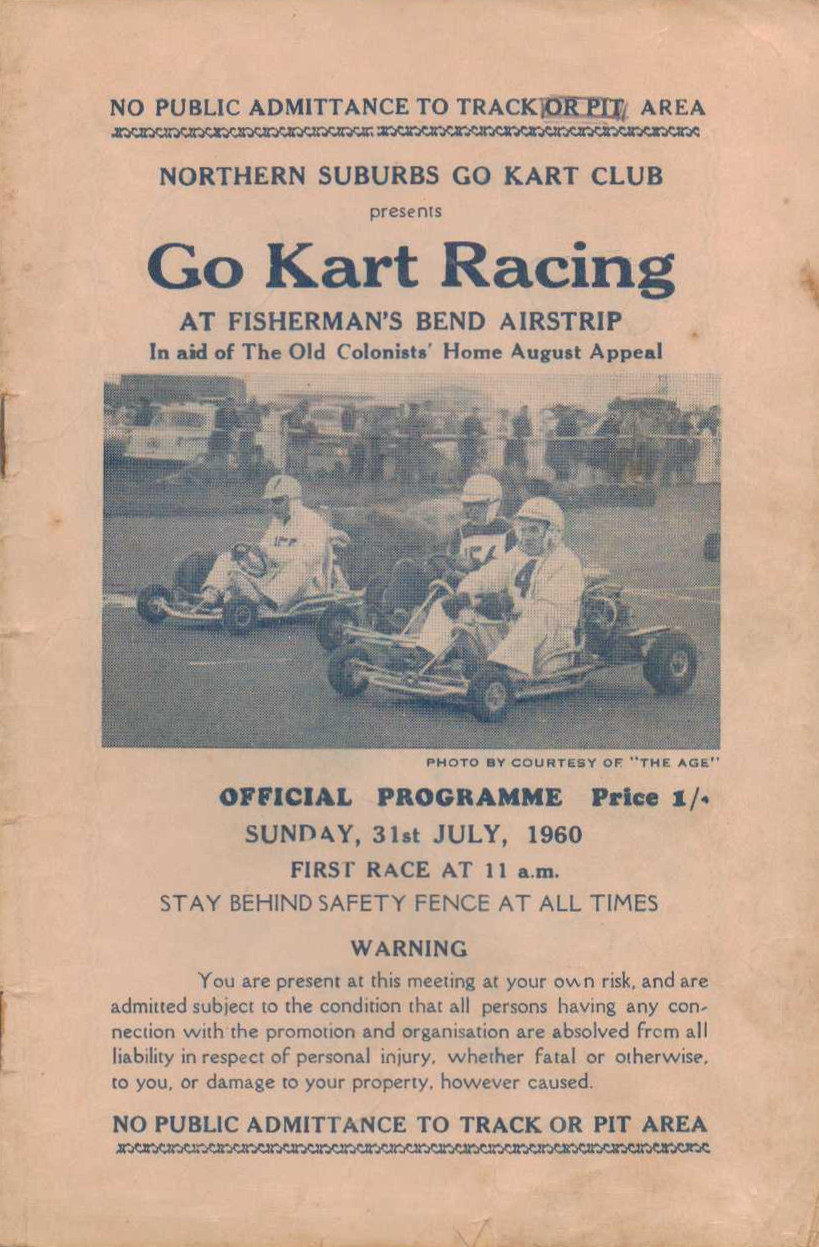 NO PUBLIC ADMITTANCE TO TRACK OR PIT AREA
NORTHERN SUBURBS GO KART CLUB
presents
Go Kart Racing
AT FISHERMAN'S BEND AIRSTRIP
In aid of The Old Colonists' Home August Appeal
4
PHOTO BY COURTESY OF "THE AGE"
OFFICIAL PROGRAMME Price 1/-
SUNDAY, 31st JULY, 1960
FIRST RACE AT 11 a.m.
STAY BEHIND SAFETY FENCE AT ALL TIMES
WARNING
You are present at this meeting at your own risk, and are
admitted subject to the condition that all persons having any con-
nection with the promotion and organisation are absolved from all
liability in respect of personal injury, whether fatal or otherwise,
to you, or damage to your property, however caused.
NO PUBLIC ADMITTANCE TO TRACK OR PIT AREA